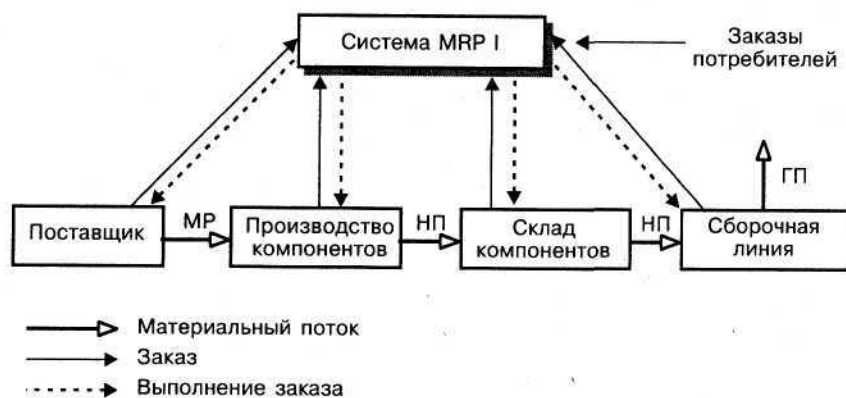 Система MRP I
Заказы
потребителей
ГП
Поставщик
МР
Производство
компонентов
НП
Склад
компонентов
НП
Сборочная
линия
Материальный поток
Заказ
Выполнение заказа